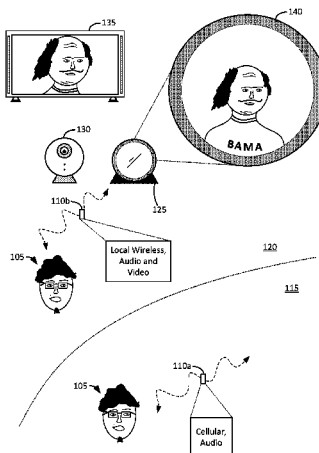 135
140
130
BAMA
125
110b
Local Wireless,
Audio and
Video
105
120
115
110a
105
Cellular,
Audio